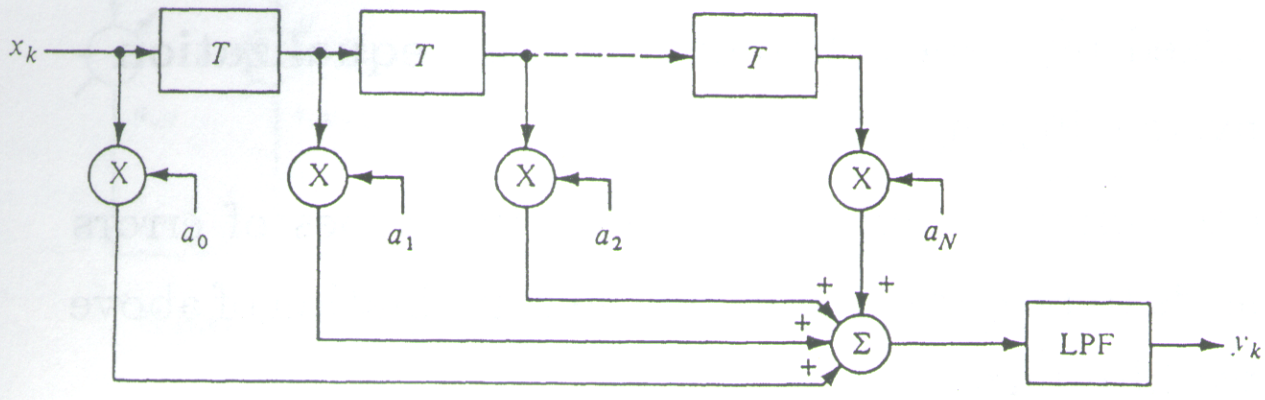 x_k T T T
X X X X
a_0 a_1 a_2 a_N
+ +
+ Σ LPF y_k
+